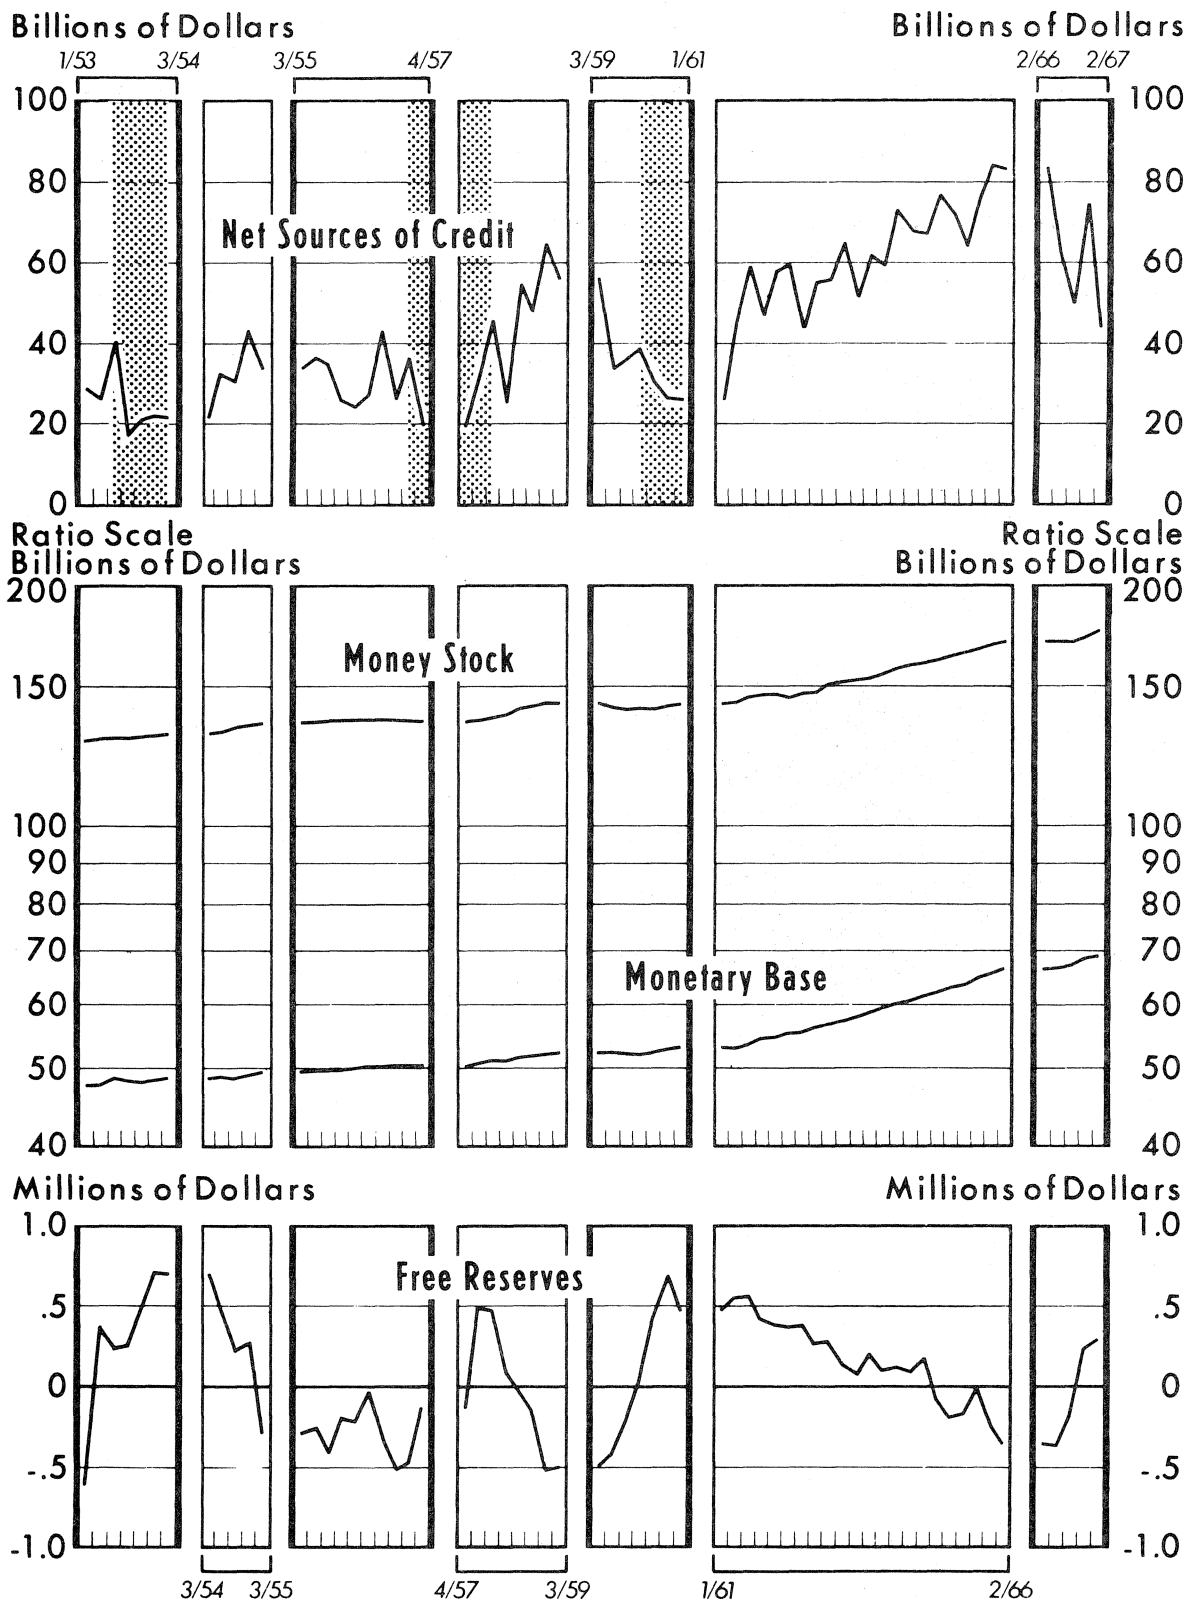 Billions of Dollars Billions of Dollars
1/53 3/54 3/55 4/57 3/59 1/61 2/66 2/67
100 100
80 80
Net Sources of Credit
60 60
40 40
20 20
0 0
Ratio Scale Ratio Scale
Billions of Dollars Billions of Dollars
200 200
Money Stock
150 150
100 100
90 90
80 80
70 70
Monetary Base
60 60
50 50
40 40
Millions of Dollars Millions of Dollars
1.0 1.0
Free Reserves
.5 .5
0 0
-.5 -.5
-1.0 -1.0
3/54 3/55 4/57 3/59 1/61 2/66